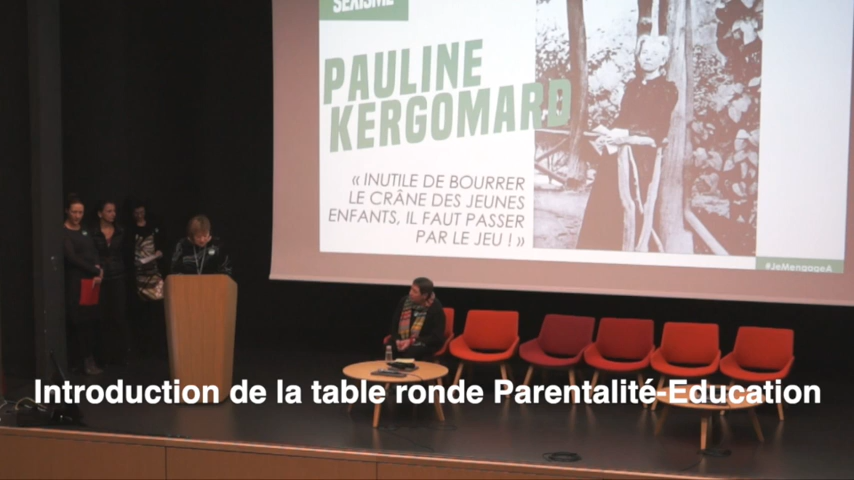 SEXISME
PAULINE
KERGOMARD
« INUTILE DE BOURRER
LE CRÂNE DES JEUNES
ENFANTS, IL FAUT PASSER
PAR LE JEU ! »
#JeMengageA
Introduction de la table ronde Parentalité-Education